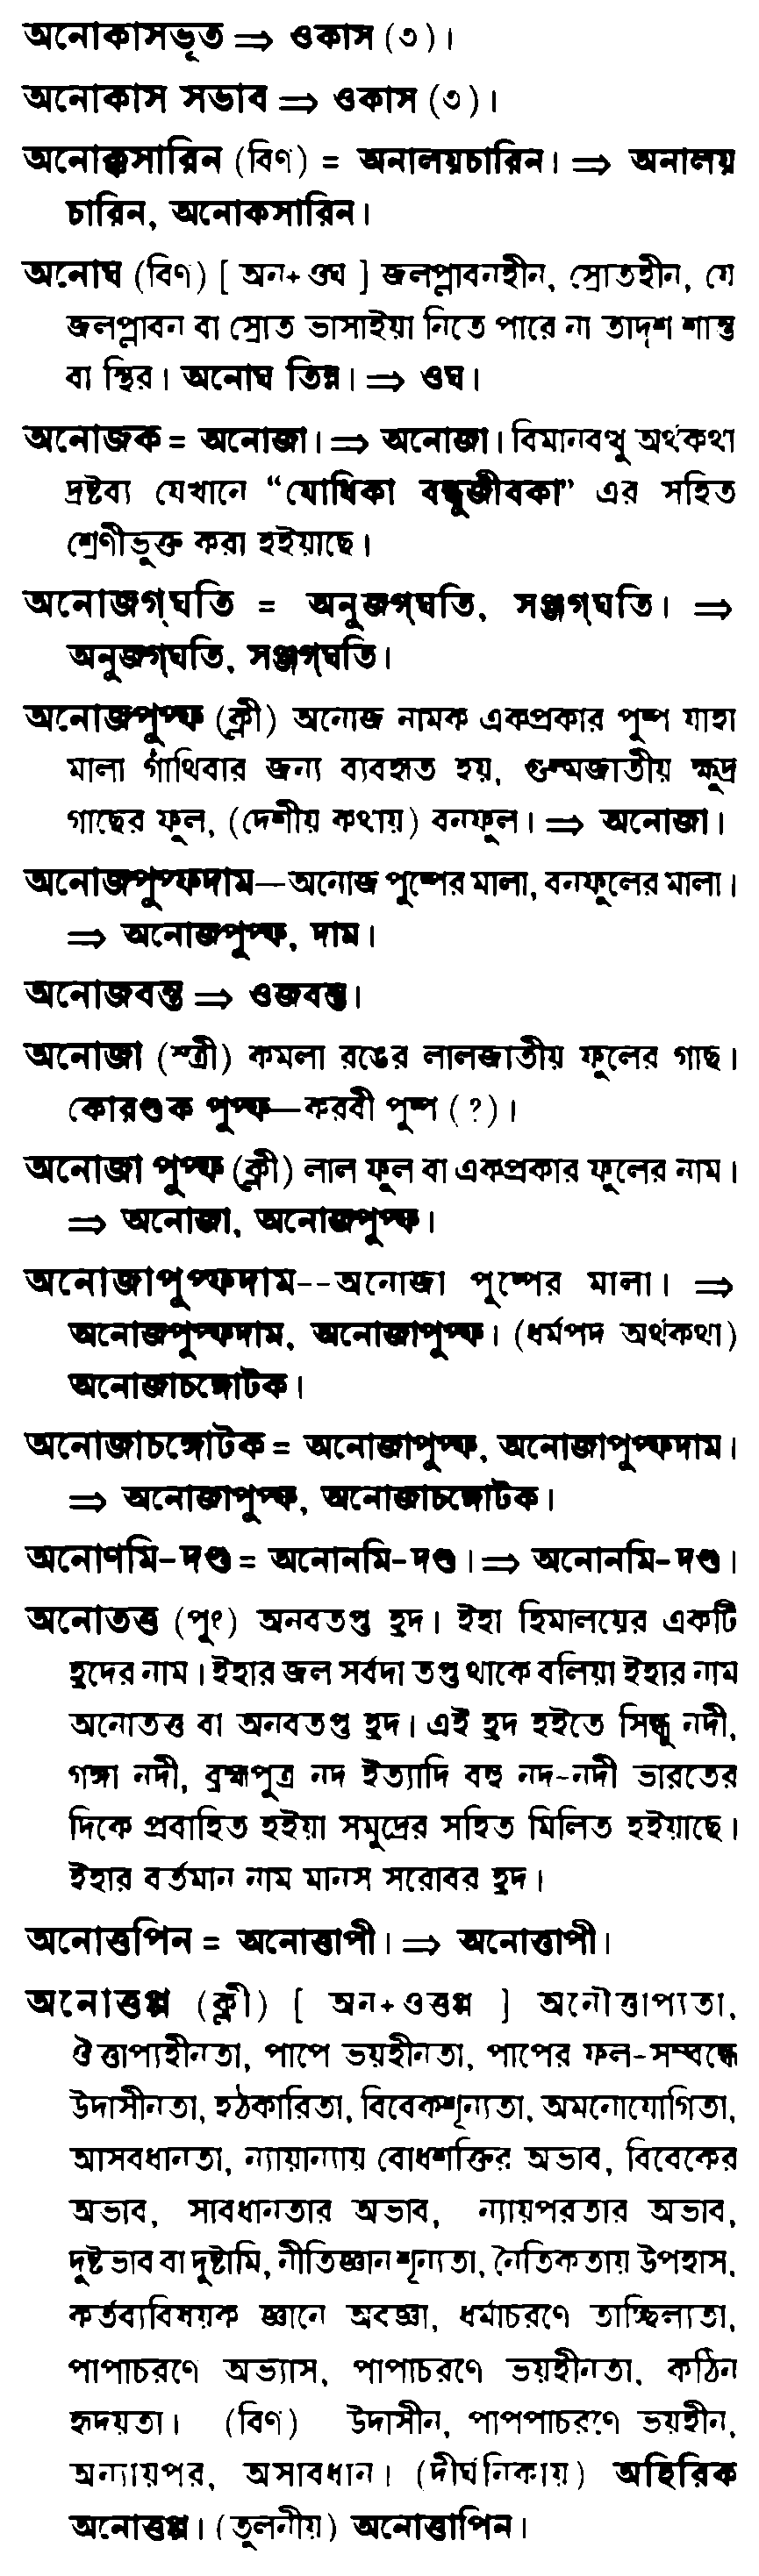 অনোকাসভূত ⇒ ওকাস (৩)।
অনোকাস সভাব ⇒ ওকাস (৩)।
অনোক্কসারিন (বিণ) = অনালয়চারিন। ⇒ অনালয়
চারিন, অনোকসারিন।
অনোঘ (বিণ) [ অন+ওঘ ] জলপ্লাবনহীন, স্রোতহীন, যে
জলপ্লাবন বা স্রোত ভাসাইয়া নিতে পারে না তাদৃশ শান্ত
বা স্থির। অনোঘ তিন্ন। ⇒ ওঘ।
অনোজক = অনোজা। ⇒ অনোজা। বিমানবত্থু অর্থকথা
দ্রষ্টব্য যেখানে “যোধিকা বন্ধুজীবকা” এর সহিত
শ্রেণীভুক্ত করা হইয়াছে।
অনোজগ্ঘতি = অনুজগ্ঘতি, সঞ্জগ্ঘতি। ⇒
অনুজগ্ঘতি, সঞ্জগ্ঘতি।
অনোজপুপ্ফ (ক্লী) অনোজ নামক একপ্রকার পুষ্প যাহা
মালা গাঁথিবার জন্য ব্যবহৃত হয়, গুল্মজাতীয় ক্ষুদ্র
গাছের ফুল, (দেশীয় কথায়) বনফুল। ⇒ অনোজা।
অনোজপুপ্ফদাম—অনোজ পুষ্পের মালা, বনফুলের মালা।
⇒ অনোজপুপ্ফ, দাম।
অনোজবন্ত ⇒ ওজবন্ত।
অনোজা (স্ত্রী) কমলা রঙের লালজাতীয় ফুলের গাছ।
কোরণ্ডক পুপ্ফ—করবী পুষ্প (?)।
অনোজা পুপ্ফ (ক্লী) লাল ফুল বা একপ্রকার ফুলের নাম।
⇒ অনোজা, অনোজপুপ্ফ।
অনোজাপুপ্ফদাম--অনোজা পুষ্পের মালা। ⇒
অনোজপুপ্ফদাম, অনোজাপুপ্ফ। (ধর্মপদ অর্থকথা)
অনোজাচঙ্গোটক।
অনোজাচঙ্গোটক = অনোজাপুপ্ফ, অনোজাপুপ্ফদাম।
⇒ অনোজাপুপ্ফ, অনোজাচঙ্গোটক।
অনোণমি-দণ্ড = অনোনমি-দণ্ড। ⇒ অনোনমি-দণ্ড।
অনোতত্ত (পুং) অনবতপ্ত হ্রদ। ইহা হিমালয়ের একটি
হ্রদের নাম। ইহার জল সর্বদা তপ্ত থাকে বলিয়া ইহার নাম
অনোতত্ত বা অনবতপ্ত হ্রদ। এই হ্রদ হইতে সিন্ধু নদী,
গঙ্গা নদী, ব্রহ্মপুত্র নদ ইত্যাদি বহু নদ-নদী ভারতের
দিকে প্রবাহিত হইয়া সমুদ্রের সহিত মিলিত হইয়াছে।
ইহার বর্তমান নাম মানস সরোবর হ্রদ।
অনোত্তপিন = অনোত্তাপী। ⇒ অনোত্তাপী।
অনোত্তপ্প (ক্লী) [ অন+ওত্তপ্প ] অনৌত্তাপ্যতা,
ঔত্তাপ্যহীনতা, পাপে ভয়হীনতা, পাপের ফল-সম্বন্ধে
উদাসীনতা, হঠকারিতা, বিবেকশূন্যতা, অমনোযোগিতা,
আসবধানতা, ন্যায়ান্যায় বোধশক্তির অভাব, বিবেকের
অভাব, সাবধানতার অভাব, ন্যায়পরতার অভাব,
দুষ্টভাব বা দুষ্টামি, নীতিজ্ঞানশূন্যতা, নৈতিকতায় উপহাস,
কর্তব্যবিষয়ক জ্ঞানে অবজ্ঞা, ধর্মাচরণে তাচ্ছিল্যতা,
পাপাচরণে অভ্যাস, পাপাচরণে ভয়হীনতা, কঠিন
হৃদয়তা। (বিণ) উদাসীন, পাপপাচরণে ভয়হীন,
অন্যায়পর, অসাবধান। (দীর্ঘনিকায়) অহিরিক
অনোত্তপ্প। (তুলনীয়) অনোত্তাপিন।